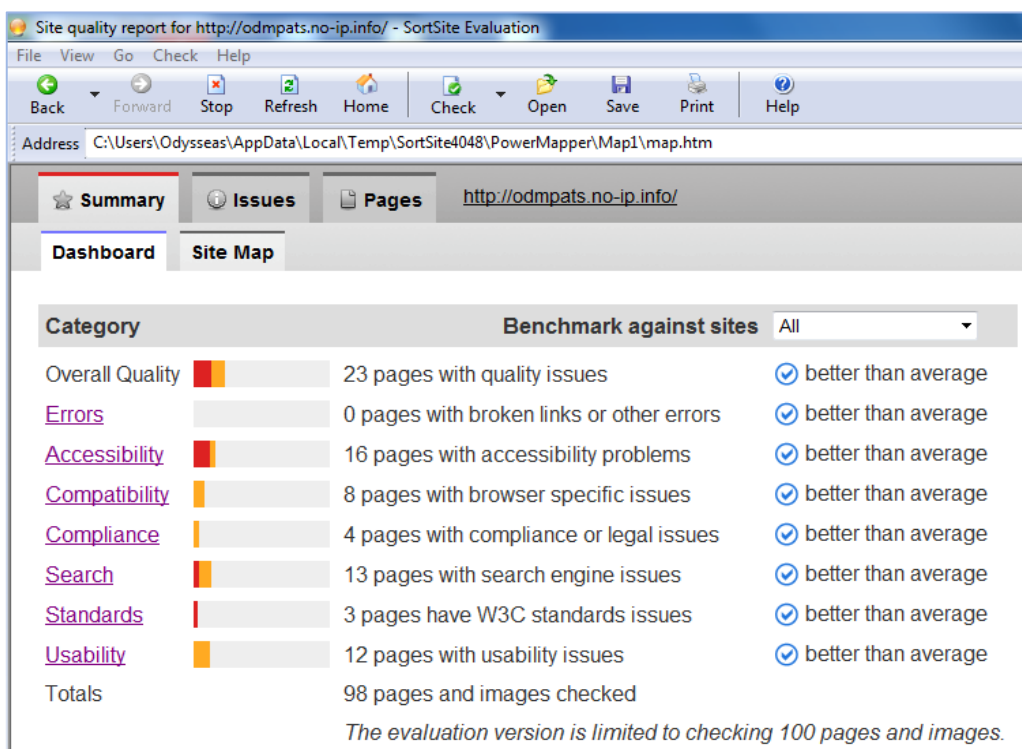 Site quality report for http://odmpats.no-ip.info/ - SortSite Evaluation
File View Go Check Help
Back Forward Stop Refresh Home Check Open Save Print Help
Address C:\Users\Odysseas\AppData\Local\Temp\SortSite4048\PowerMapper\Map1\map.htm
Summary Issues Pages http://odmpats.no-ip.info/
Dashboard Site Map
Category Benchmark against sites All
Overall Quality 23 pages with quality issues better than average
Errors 0 pages with broken links or other errors better than average
Accessibility 16 pages with accessibility problems better than average
Compatibility 8 pages with browser specific issues better than average
Compliance 4 pages with compliance or legal issues better than average
Search 13 pages with search engine issues better than average
Standards 3 pages have W3C standards issues better than average
Usability 12 pages with usability issues better than average
Totals 98 pages and images checked
The evaluation version is limited to checking 100 pages and images.